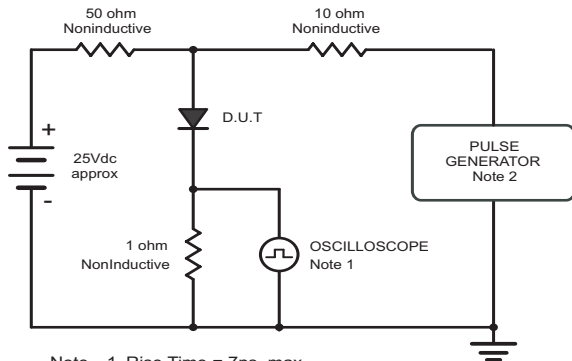 50 ohm
Noninductive
10 ohm
Noninductive
+
D.U.T
25Vdc
approx
-
PULSE
GENERATOR
Note 2
1 ohm
NonInductive
OSCILLOSCOPE
Note 1